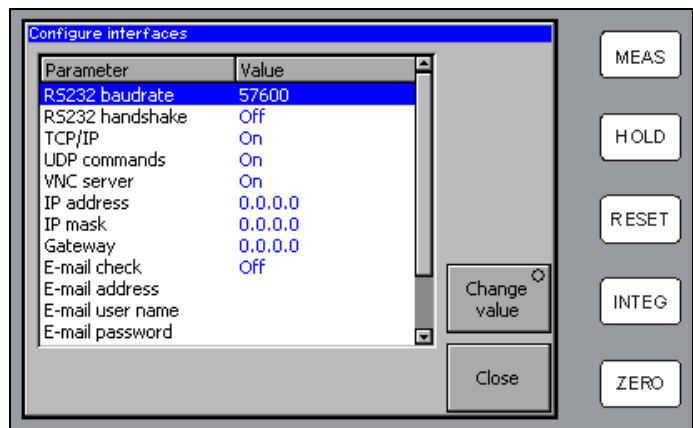 Configure interfaces
Parameter Value
RS232 baudrate 57600
RS232 handshake Off
TCP/IP On
UDP commands On
VNC server On
IP address 0.0.0.0
IP mask 0.0.0.0
Gateway 0.0.0.0
E-mail check Off
E-mail address
E-mail user name
E-mail password
Change
value
Close
MEAS
HOLD
RESET
INTEG
ZERO